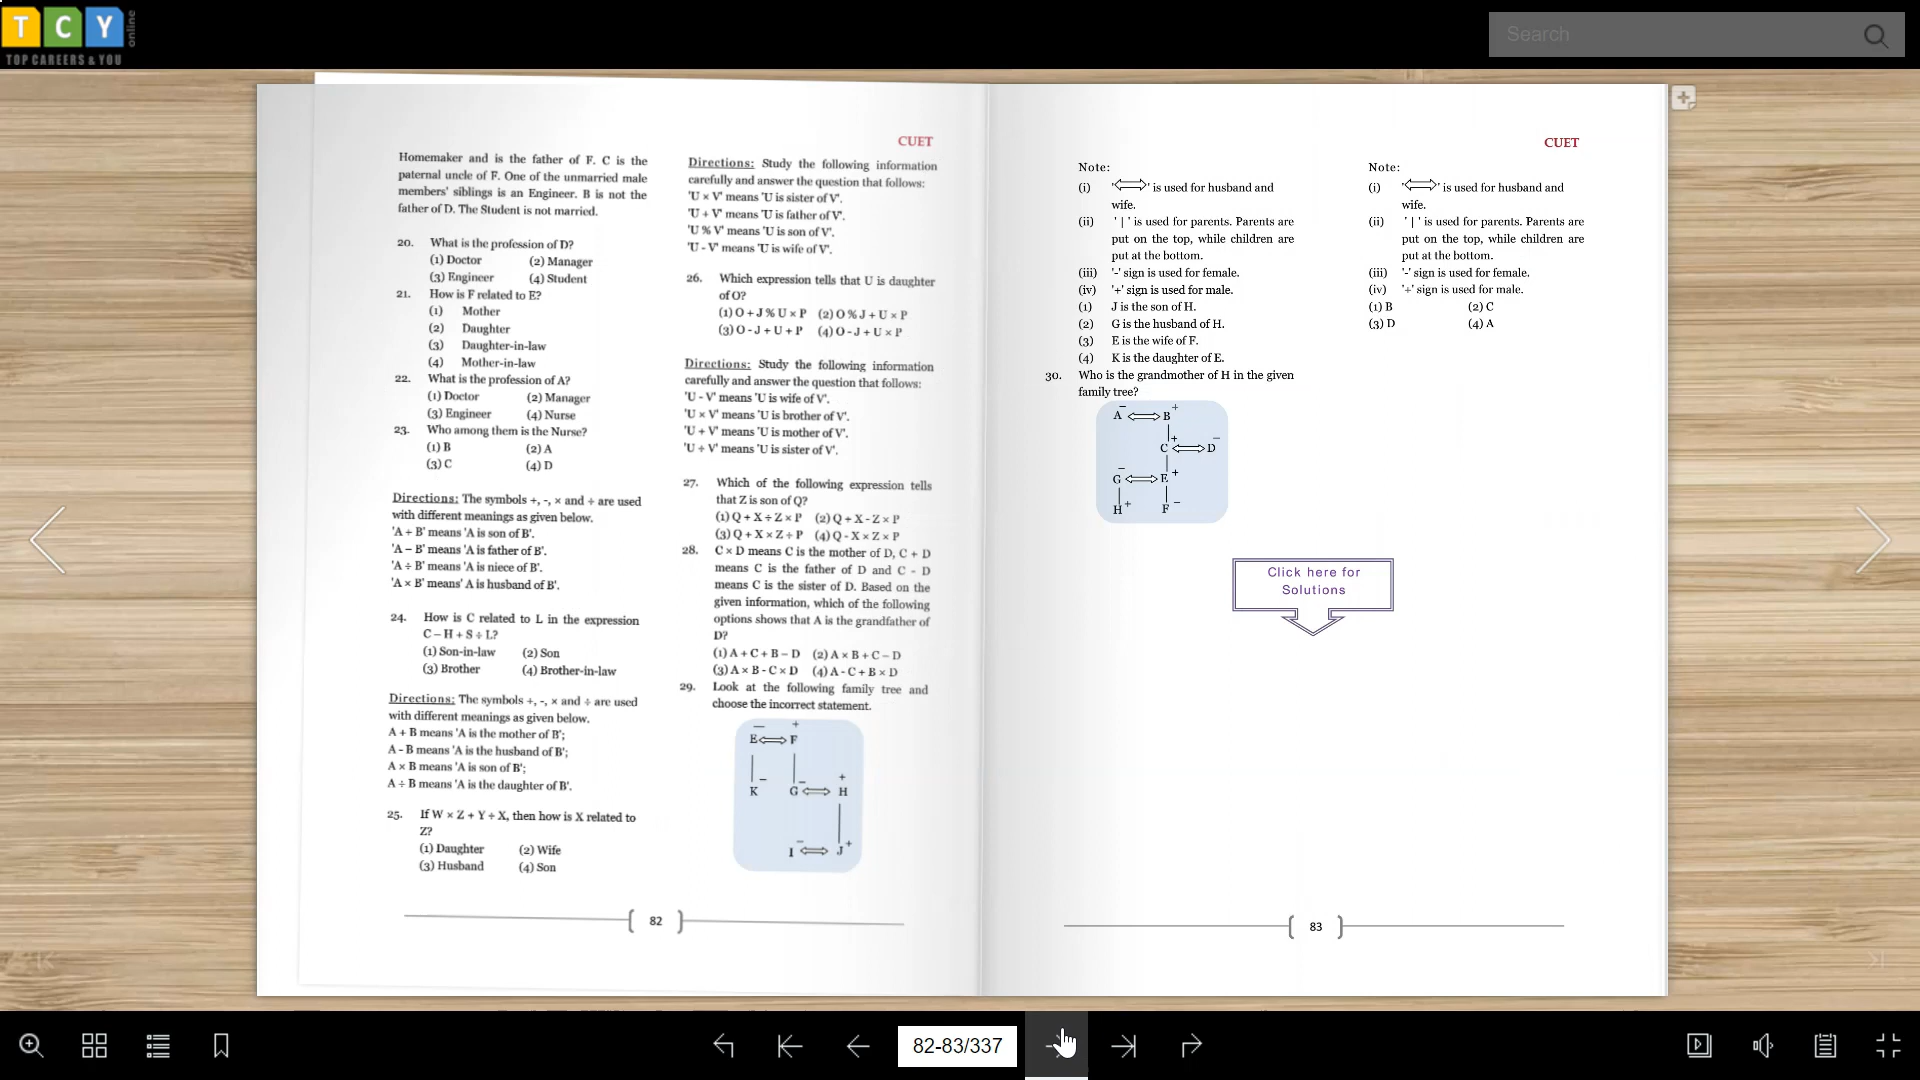 T C Y online
TOP CAREERS & YOU
Search
CUET
Homemaker and is the father of F. C is the
paternal uncle of F. One of the unmarried male
members' siblings is an Engineer. B is not the
father of D. The Student is not married.
20. What is the profession of D?
(1) Doctor (2) Manager
(3) Engineer (4) Student
21. How is F related to E?
(1) Mother
(2) Daughter
(3) Daughter-in-law
(4) Mother-in-law
22. What is the profession of A?
(1) Doctor (2) Manager
(3) Engineer (4) Nurse
23. Who among them is the Nurse?
(1) B (2) A
(3) C (4) D
Directions: The symbols +, -, × and ÷ are used
with different meanings as given below.
'A + B' means 'A is son of B'.
'A – B' means 'A is father of B'.
'A ÷ B' means 'A is niece of B'.
'A × B' means' A is husband of B'.
24. How is C related to L in the expression
C – H + S ÷ L?
(1) Son-in-law (2) Son
(3) Brother (4) Brother-in-law
Directions: The symbols +, -, × and ÷ are used
with different meanings as given below.
A + B means 'A is the mother of B';
A - B means 'A is the husband of B';
A × B means 'A is son of B';
A ÷ B means 'A is the daughter of B'.
25. If W × Z + Y ÷ X, then how is X related to
Z?
(1) Daughter (2) Wife
(3) Husband (4) Son
Directions: Study the following information
carefully and answer the question that follows:
'U × V' means 'U is sister of V'.
'U + V' means 'U is father of V'.
'U % V' means 'U is son of V'.
'U - V' means 'U is wife of V'.
26. Which expression tells that U is daughter
of O?
(1) O + J % U × P (2) O % J + U × P
(3) O - J + U + P (4) O - J + U × P
Directions: Study the following information
carefully and answer the question that follows:
'U - V' means 'U is wife of V'.
'U × V' means 'U is brother of V'.
'U + V' means 'U is mother of V'.
'U ÷ V' means 'U is sister of V'.
27. Which of the following expression tells
that Z is son of Q?
(1) Q + X ÷ Z × P (2) Q + X - Z × P
(3) Q + X × Z ÷ P (4) Q - X × Z × P
28. C × D means C is the mother of D, C + D
means C is the father of D and C - D
means C is the sister of D. Based on the
given information, which of the following
options shows that A is the grandfather of
D?
(1) A + C + B – D (2) A × B + C – D
(3) A × B - C × D (4) A - C + B × D
29. Look at the following family tree and
choose the incorrect statement.
– +
E ⟺ F
– – +
K G ⟺ H
– +
I ⟺ J
82
CUET
Note:
(i) '⟺' is used for husband and
wife.
(ii) ' | ' is used for parents. Parents are
put on the top, while children are
put at the bottom.
(iii) '-' sign is used for female.
(iv) '+' sign is used for male.
(1) J is the son of H.
(2) G is the husband of H.
(3) E is the wife of F.
(4) K is the daughter of E.
30. Who is the grandmother of H in the given
family tree?
– +
A ⟺ B
+ –
C ⟺ D
– +
G ⟺ E
H + F –
Note:
(i) '⟺' is used for husband and
wife.
(ii) ' | ' is used for parents. Parents are
put on the top, while children are
put at the bottom.
(iii) '-' sign is used for female.
(iv) '+' sign is used for male.
(1) B (2) C
(3) D (4) A
Click here for
Solutions
83
82-83/337